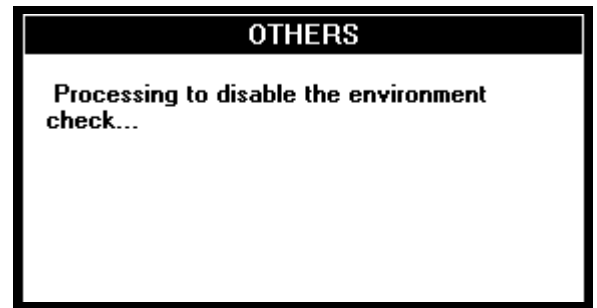 OTHERS
Processing to disable the environment
check...